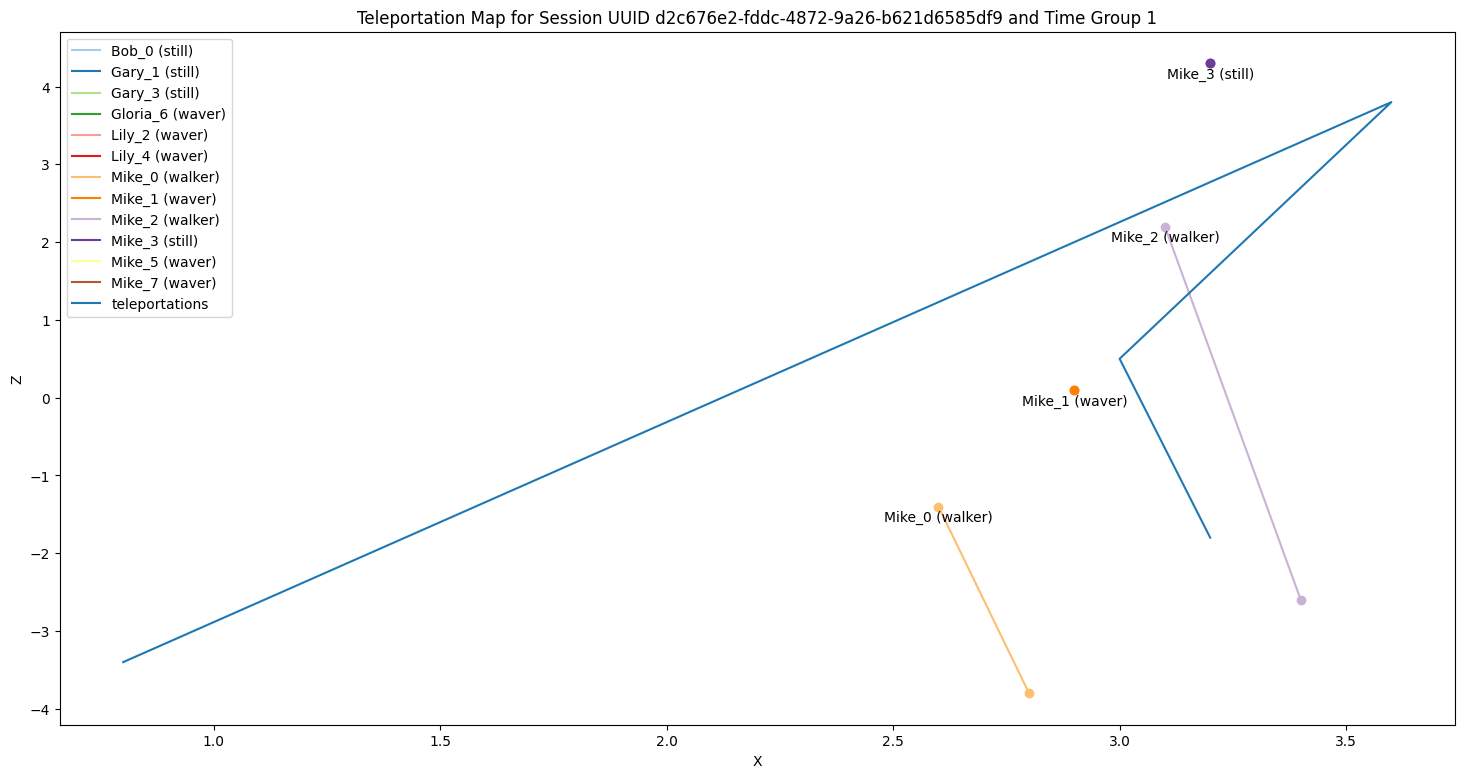 Teleportation Map for Session UUID d2c676e2-fddc-4872-9a26-b621d6585df9 and Time Group 1
Bob_0 (still)
Gary_1 (still)
Gary_3 (still)
Gloria_6 (waver)
Lily_2 (waver)
Lily_4 (waver)
Mike_0 (walker)
Mike_1 (waver)
Mike_2 (walker)
Mike_3 (still)
Mike_5 (waver)
Mike_7 (waver)
teleportations
Mike_3 (still)
Mike_2 (walker)
Mike_1 (waver)
Mike_0 (walker)
Z
4
3
2
1
0
−1
−2
−3
−4
1.0 1.5 2.0 2.5 3.0 3.5
X